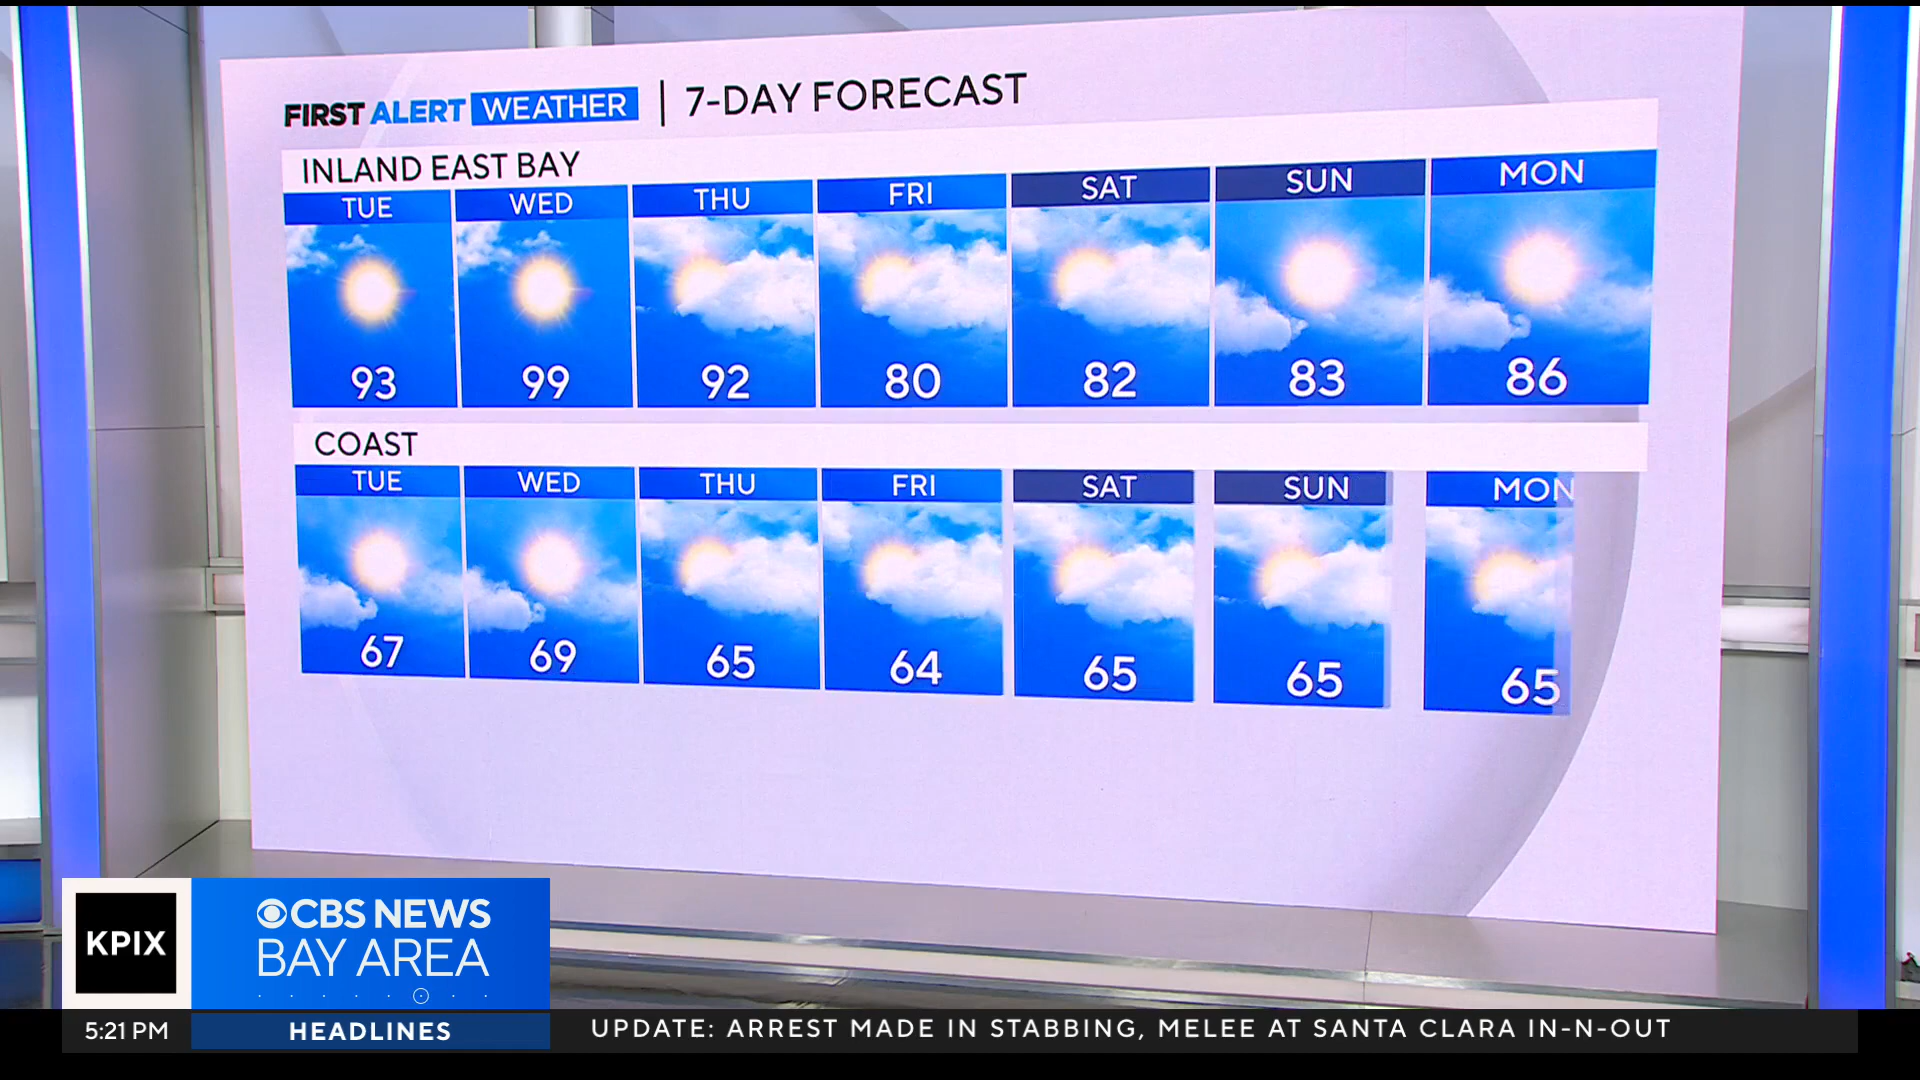 FIRST ALERT WEATHER | 7-DAY FORECAST
INLAND EAST BAY
TUE WED THU FRI SAT SUN MON
93 99 92 80 82 83 86
COAST
TUE WED THU FRI SAT SUN MON
67 69 65 64 65 65 65
KPIX
CBS NEWS
BAY AREA
5:21 PM
HEADLINES
UPDATE: ARREST MADE IN STABBING, MELEE AT SANTA CLARA IN-N-OUT